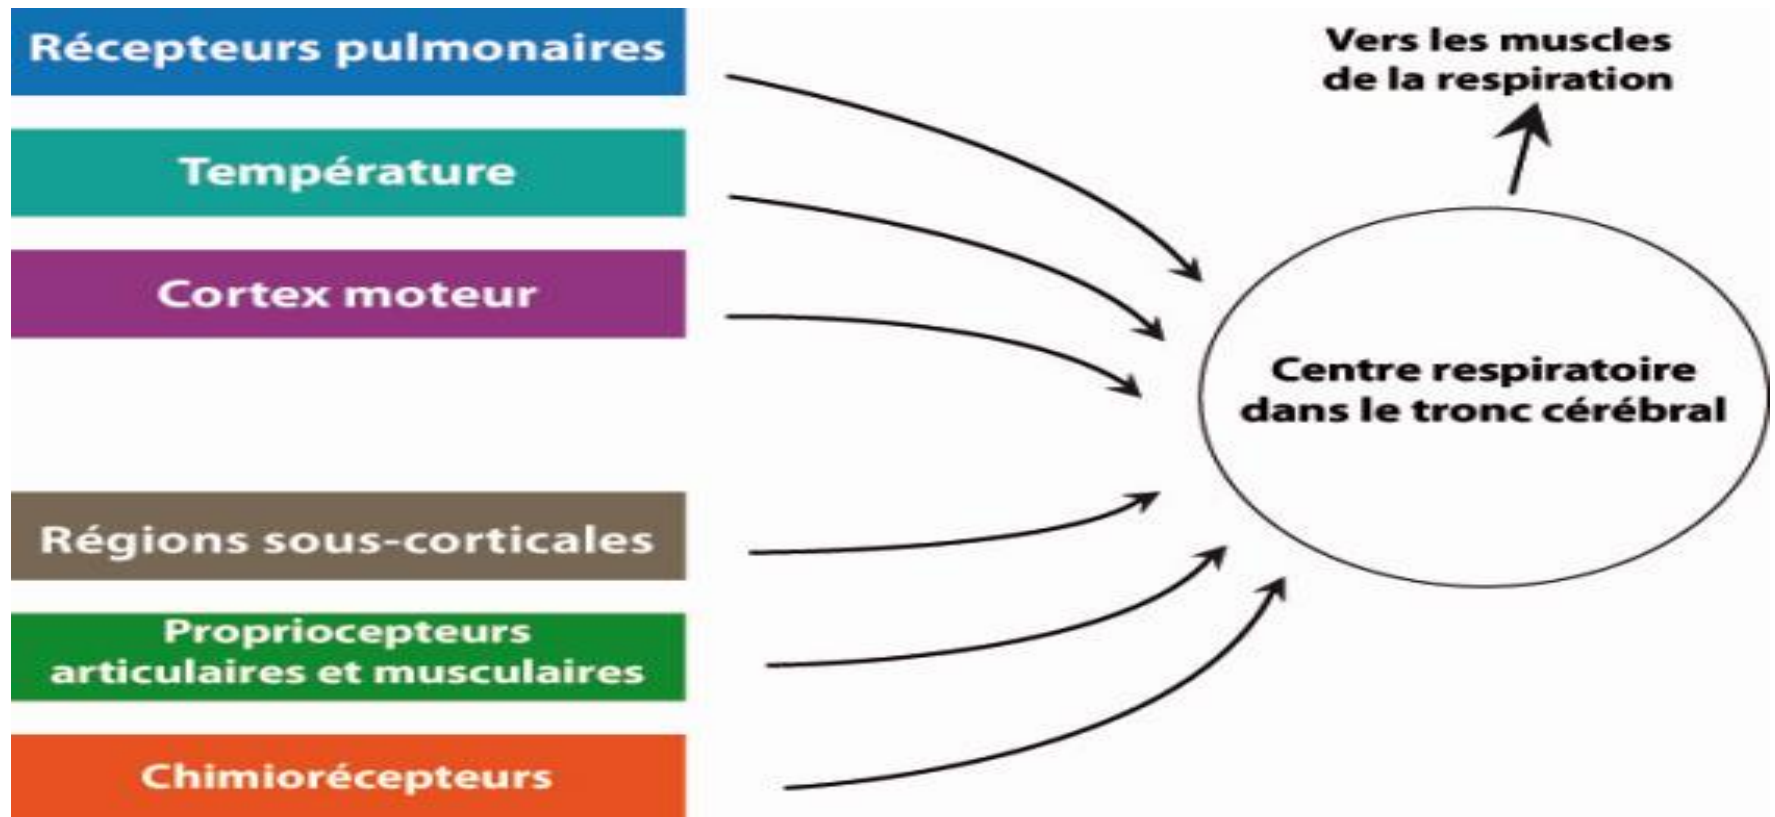 Récepteurs pulmonaires
Température
Cortex moteur
Régions sous-corticales
Propriocepteurs
articulaires et musculaires
Chimiorécepteurs
Vers les muscles
de la respiration
Centre respiratoire
dans le tronc cérébral